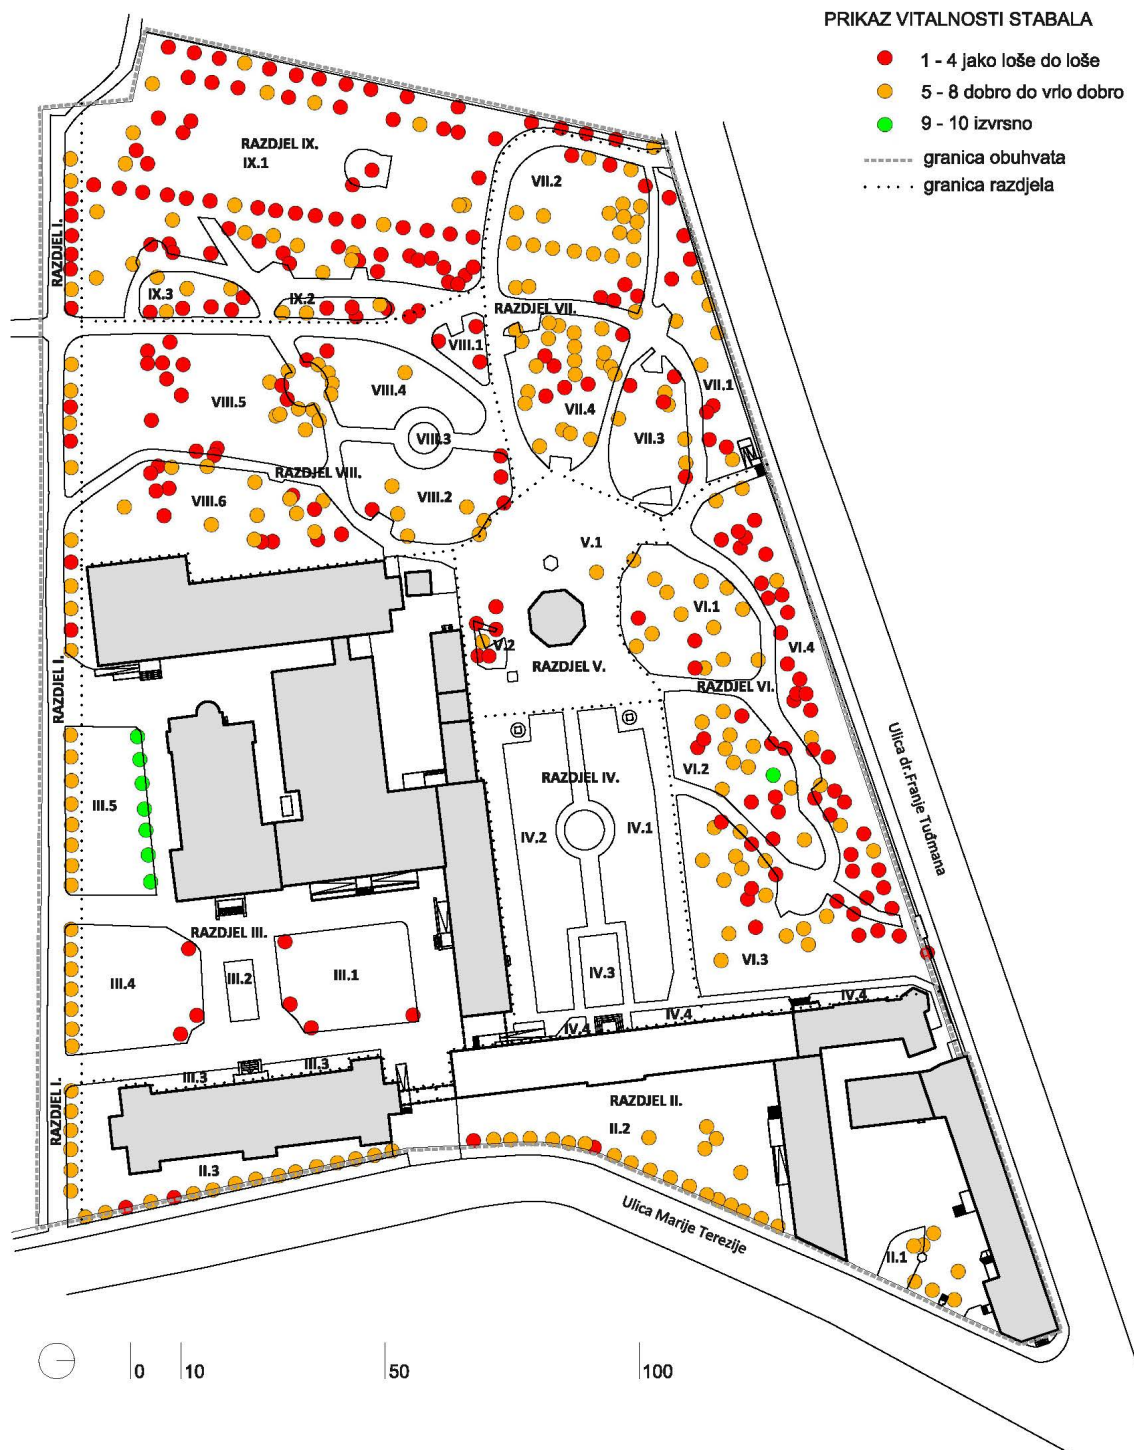 PRIKAZ VITALNOSTI STABALA
1 - 4 jako loše do loše
5 - 8 dobro do vrlo dobro
9 - 10 izvrsno
granica obuhvata
granica razdjela
RAZDJEL IX.
IX.1
VII.2
RAZDJEL I.
IX.3
IX.2
RAZDJEL VII.
VIII.1
VIII.4
VII.1
VIII.5
VII.4
VIII.3
VII.3
RAZDJEL VIII.
VIII.6
VIII.2
V.1
VI.1
V.2
VI.4
RAZDJEL V.
RAZDJEL I.
RAZDJEL VI.
Ulica dr.Franje Tuđmana
VI.2
RAZDJEL IV.
III.5
IV.2
IV.1
RAZDJEL III.
VI.3
III.4
III.2
III.1
IV.3
IV.4
IV.4
IV.4
III.3
III.3
RAZDJEL I.
RAZDJEL II.
II.2
II.3
Ulica Marije Terezije
II.1
0
10
50
100